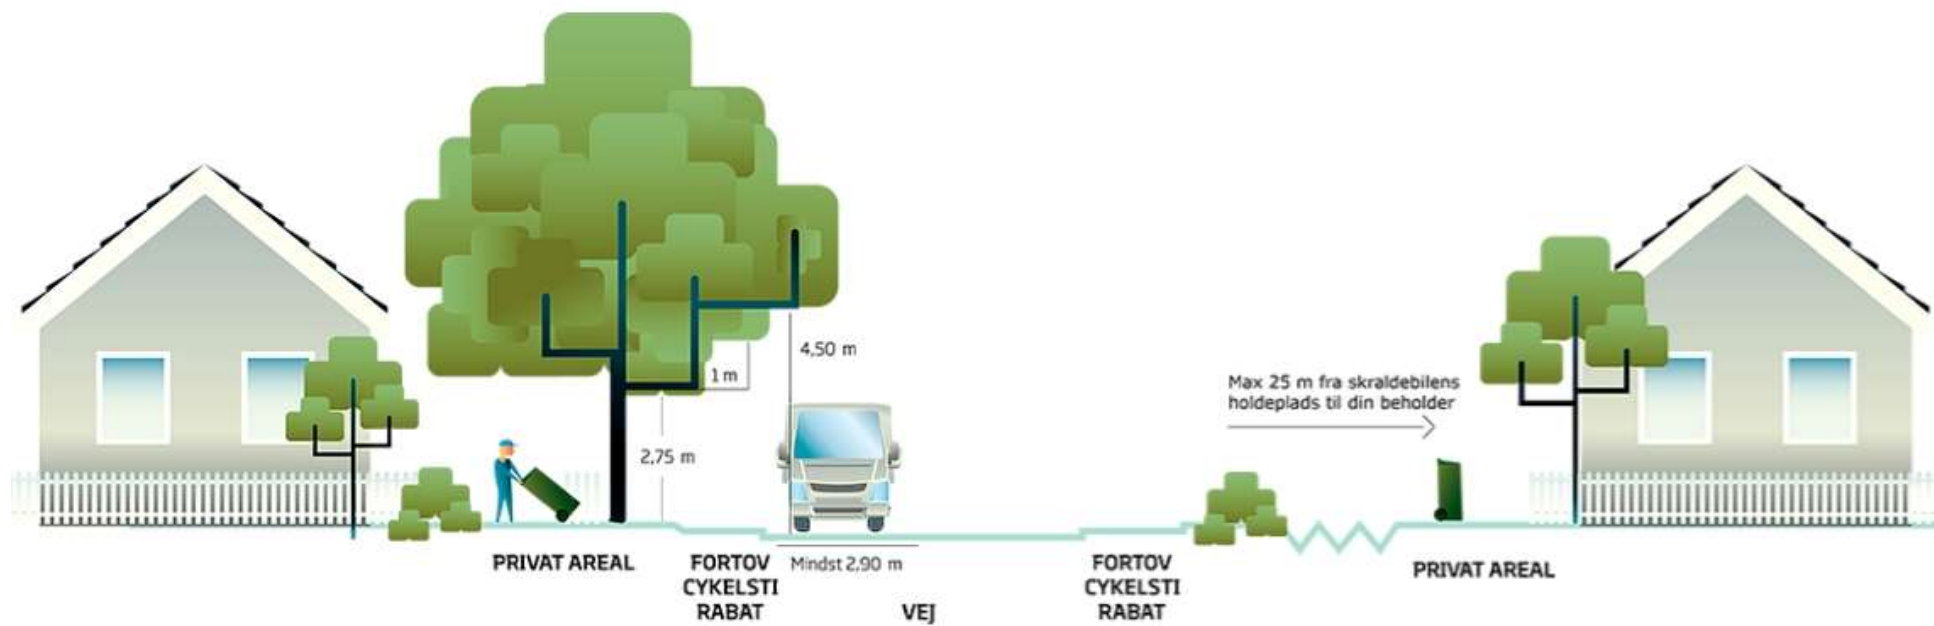 4,50 m
1 m
Max 25 m fra skraldebilens
holdeplads til din beholder
2,75 m
PRIVAT AREAL
FORTOV
CYKELSTI
RABAT
Mindst 2,90 m
VEJ
FORTOV
CYKELSTI
RABAT
PRIVAT AREAL